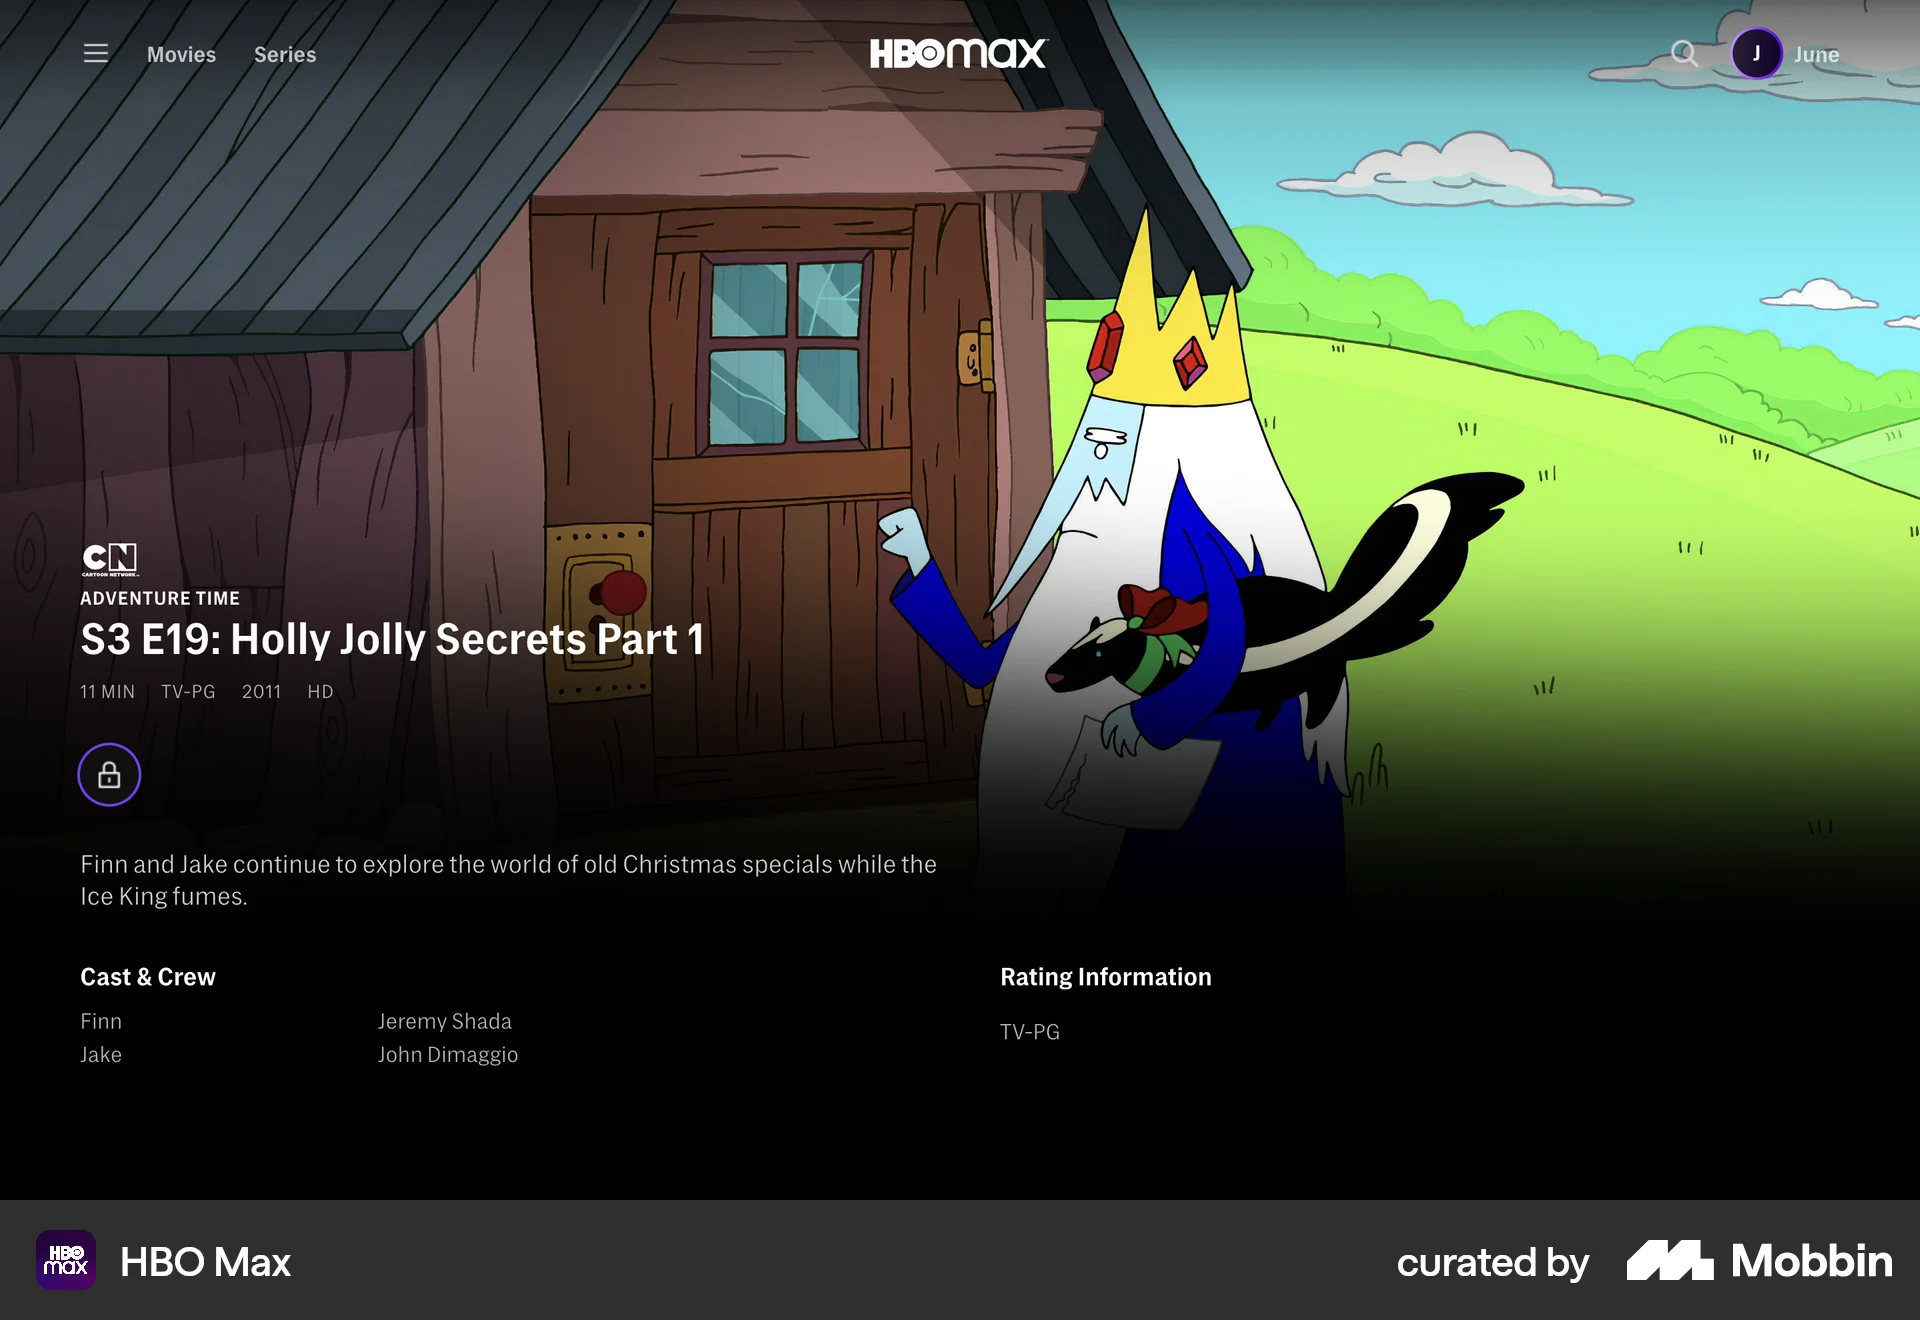 Movies Series HBOMAX J June
CN
CARTOON NETWORK
ADVENTURE TIME
S3 E19: Holly Jolly Secrets Part 1
11 MIN TV-PG 2011 HD
Finn and Jake continue to explore the world of old Christmas specials while the
Ice King fumes.
Cast & Crew
Finn Jeremy Shada
Jake John Dimaggio
Rating Information
TV-PG
HBO
max
HBO Max
curated by Mobbin